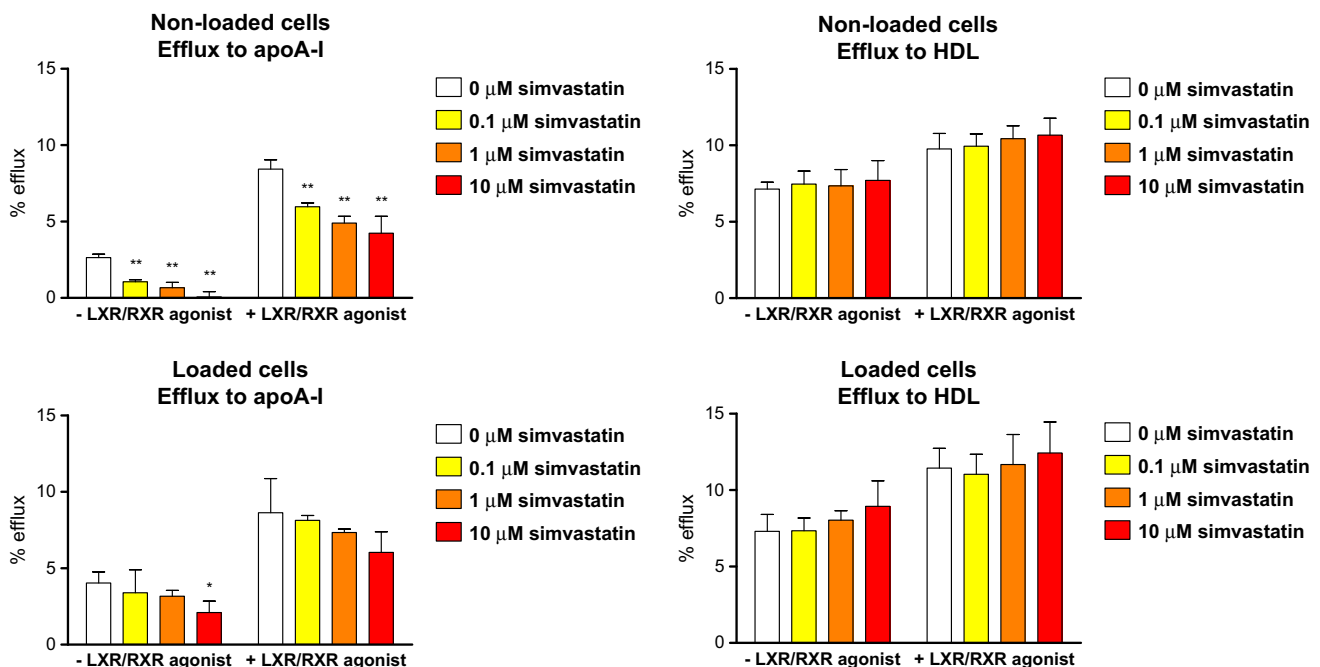 Non-loaded cells
Efflux to apoA-I
15
10
5
0
% efflux
** ** **
** ** **
- LXR/RXR agonist + LXR/RXR agonist
0 μM simvastatin
0.1 μM simvastatin
1 μM simvastatin
10 μM simvastatin
Non-loaded cells
Efflux to HDL
15
10
5
0
% efflux
- LXR/RXR agonist + LXR/RXR agonist
0 μM simvastatin
0.1 μM simvastatin
1 μM simvastatin
10 μM simvastatin
Loaded cells
Efflux to apoA-I
15
10
5
0
% efflux
*
- LXR/RXR agonist + LXR/RXR agonist
0 μM simvastatin
0.1 μM simvastatin
1 μM simvastatin
10 μM simvastatin
Loaded cells
Efflux to HDL
15
10
5
0
% efflux
- LXR/RXR agonist + LXR/RXR agonist
0 μM simvastatin
0.1 μM simvastatin
1 μM simvastatin
10 μM simvastatin